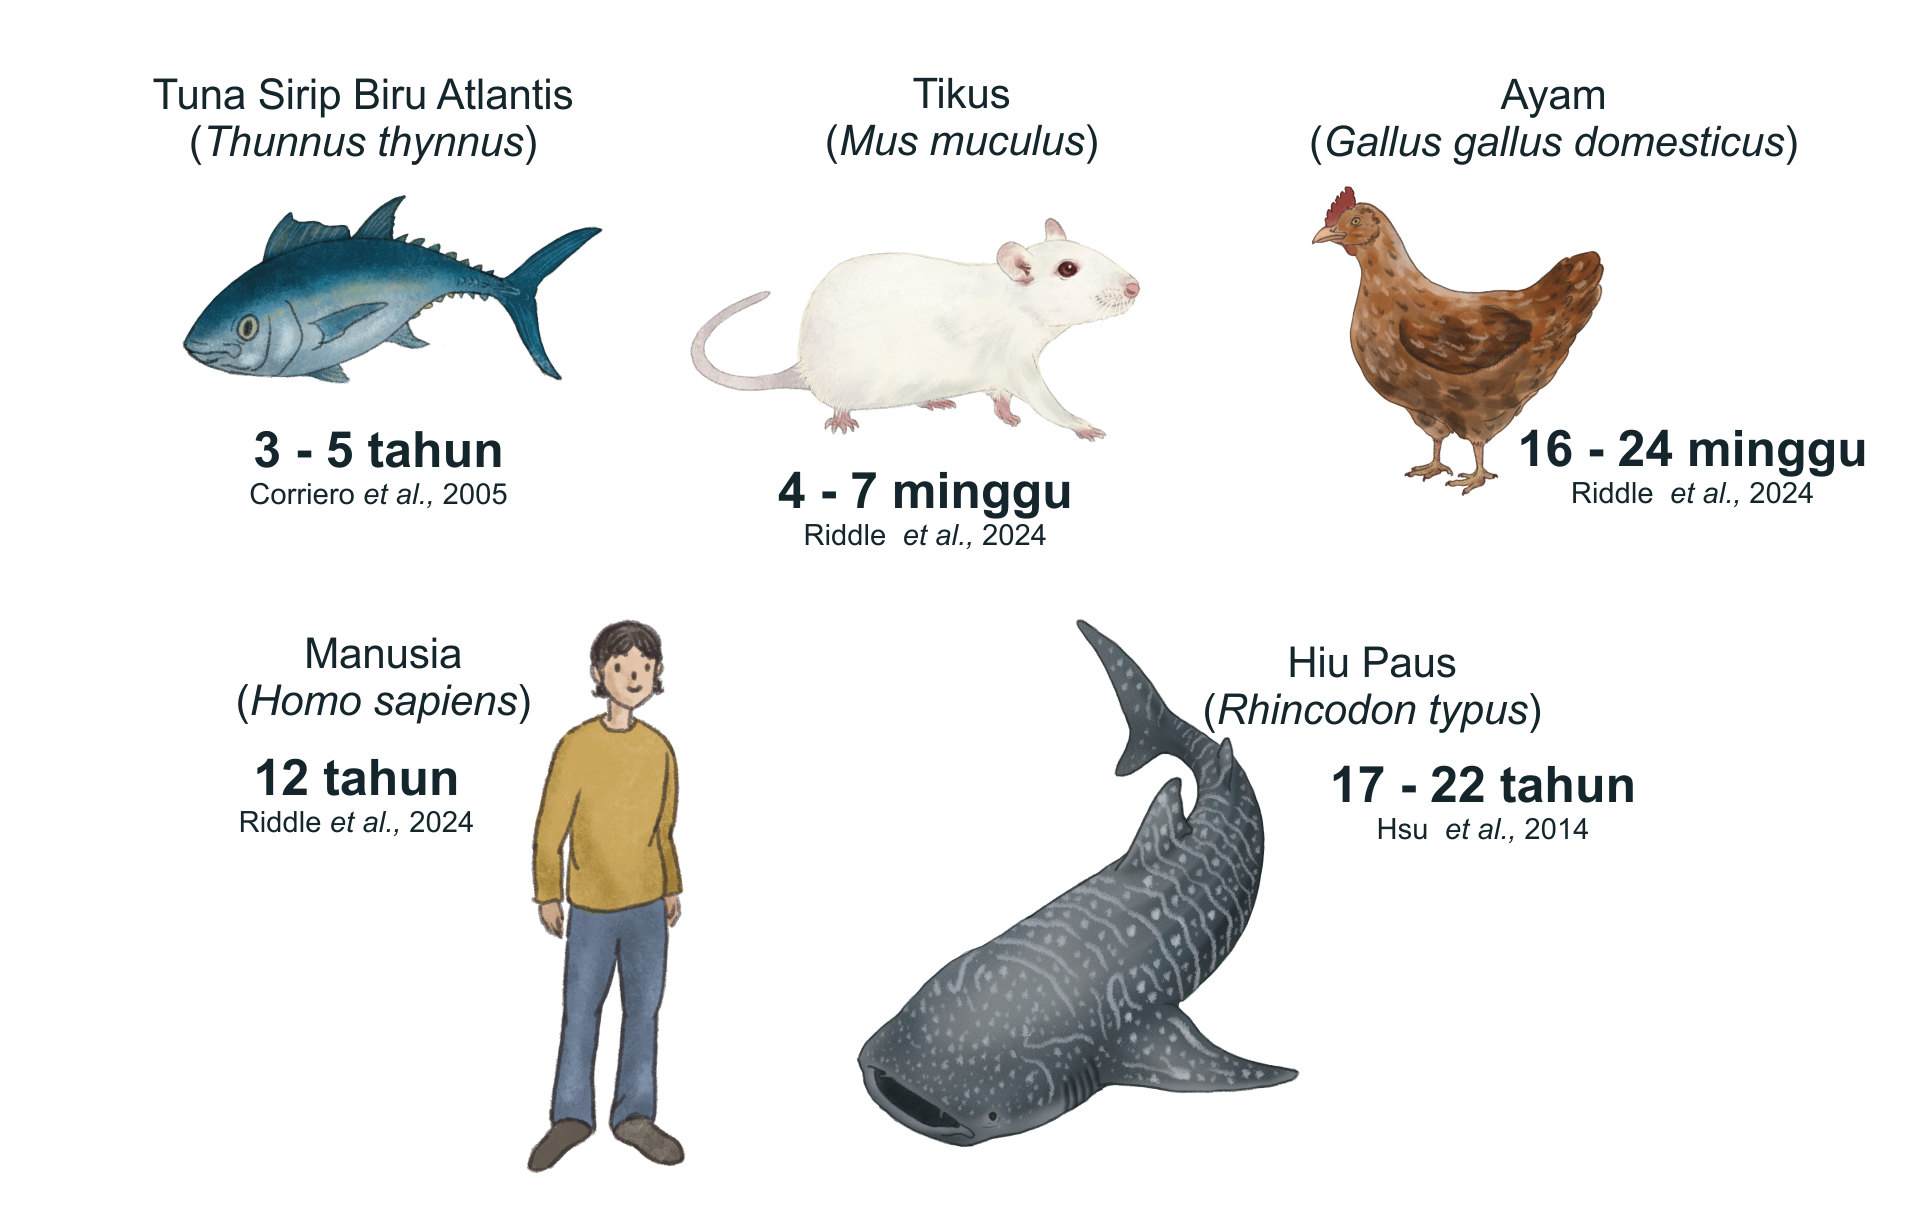 Tuna Sirip Biru Atlantis
(Thunnus thynnus)
3 - 5 tahun
Corriero et al., 2005
Tikus
(Mus muculus)
4 - 7 minggu
Riddle et al., 2024
Ayam
(Gallus gallus domesticus)
16 - 24 minggu
Riddle et al., 2024
Manusia
(Homo sapiens)
12 tahun
Riddle et al., 2024
Hiu Paus
(Rhincodon typus)
17 - 22 tahun
Hsu et al., 2014